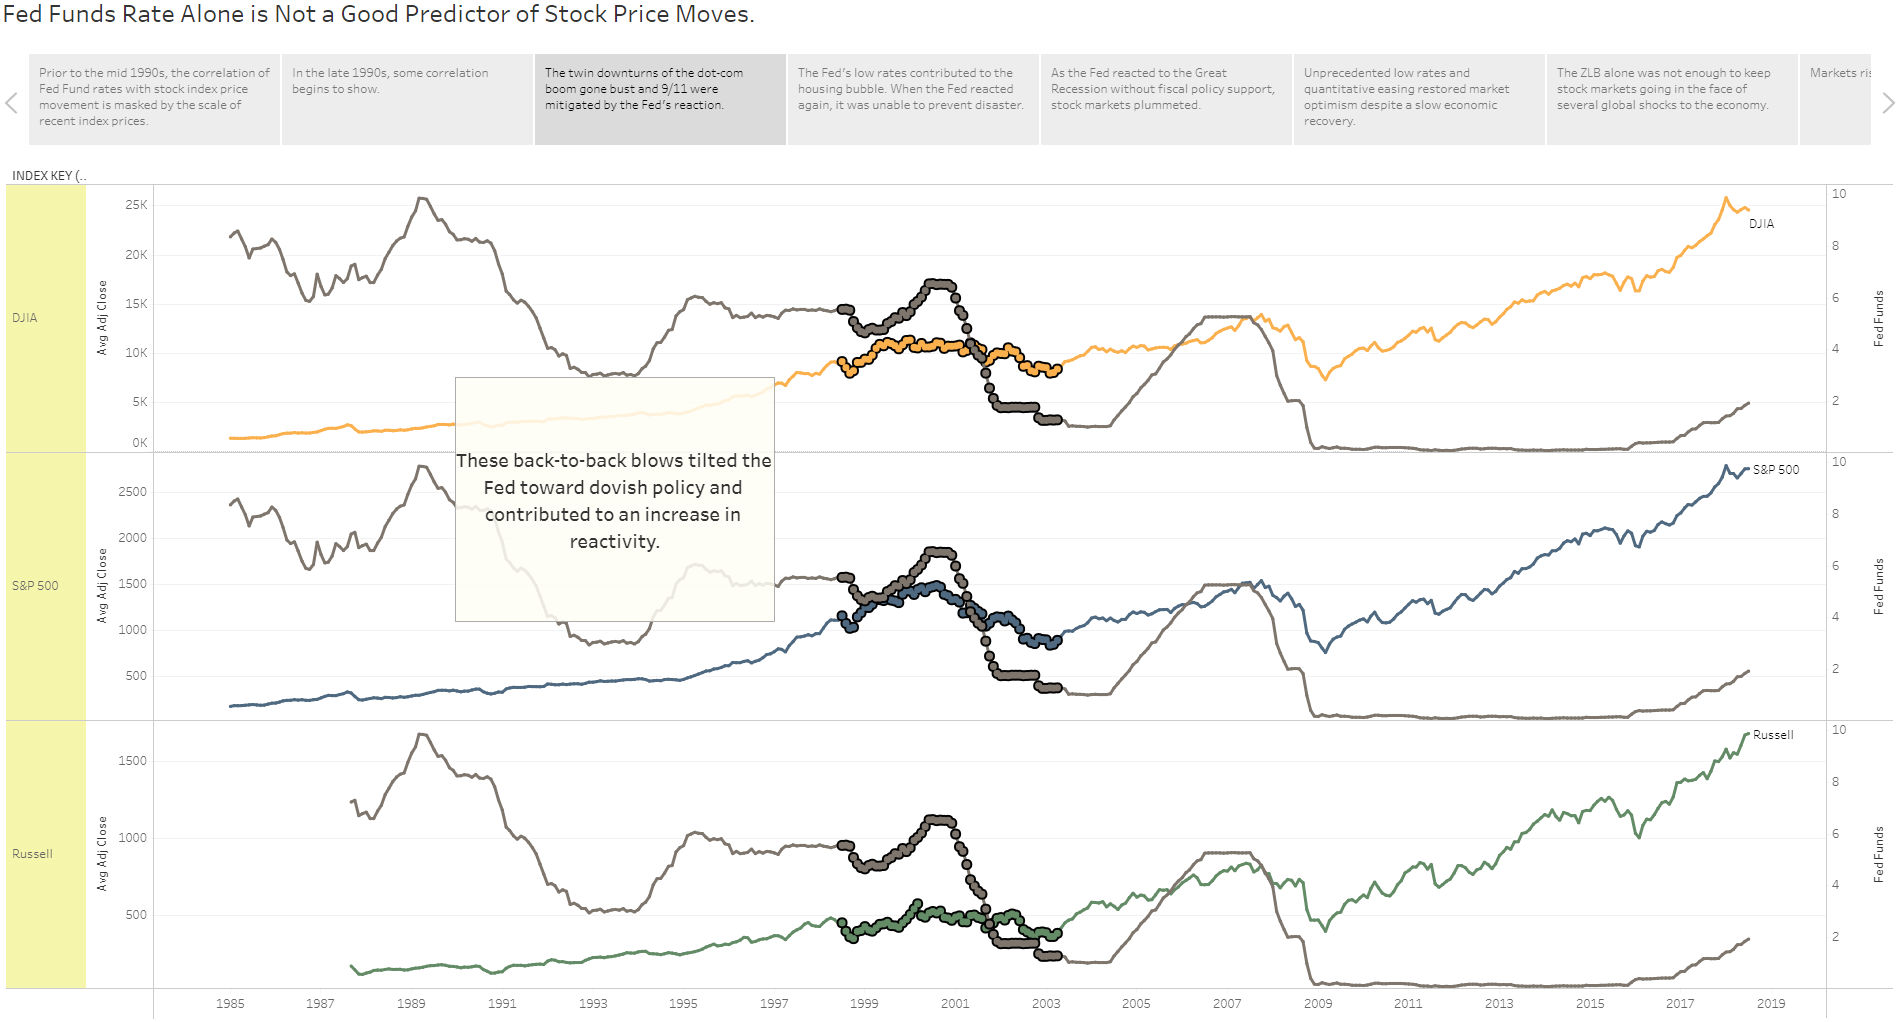 Fed Funds Rate Alone is Not a Good Predictor of Stock Price Moves.
Prior to the mid 1990s, the correlation of
Fed Fund rates with stock index price
movement is masked by the scale of
recent index prices.
In the late 1990s, some correlation
begins to show.
The twin downturns of the dot-com
boom gone bust and 9/11 were
mitigated by the Fed's reaction.
The Fed's low rates contributed to the
housing bubble. When the Fed reacted
again, it was unable to prevent disaster.
As the Fed reacted to the Great
Recession without fiscal policy support,
stock markets plummeted.
Unprecedented low rates and
quantitative easing restored market
optimism despite a slow economic
recovery.
The ZLB alone was not enough to keep
stock markets going in the face of
several global shocks to the economy.
Markets ris
INDEX KEY (..
DJIA
Avg Adj Close
25K
20K
15K
10K
5K
0K
DJIA
10
8
6
4
2
Fed Funds
These back-to-back blows tilted the
Fed toward dovish policy and
contributed to an increase in
reactivity.
S&P 500
Avg Adj Close
2500
2000
1500
1000
500
S&P 500
10
8
6
4
2
Fed Funds
Russell
Avg Adj Close
1500
1000
500
Russell
10
8
6
4
2
Fed Funds
1985 1987 1989 1991 1993 1995 1997 1999 2001 2003 2005 2007 2009 2011 2013 2015 2017 2019